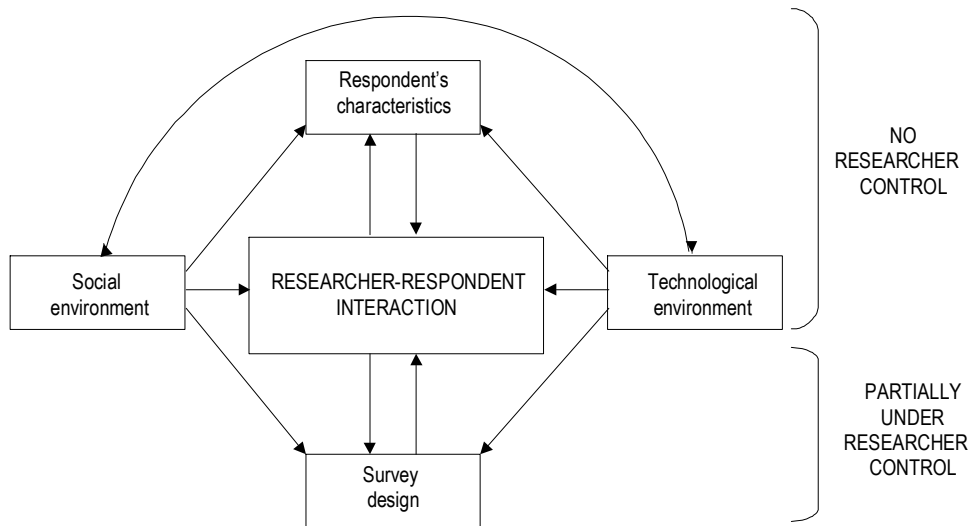 Respondent's
characteristics
NO
RESEARCHER
CONTROL
Social
environment
RESEARCHER-RESPONDENT
INTERACTION
Technological
environment
PARTIALLY
UNDER
RESEARCHER
CONTROL
Survey
design